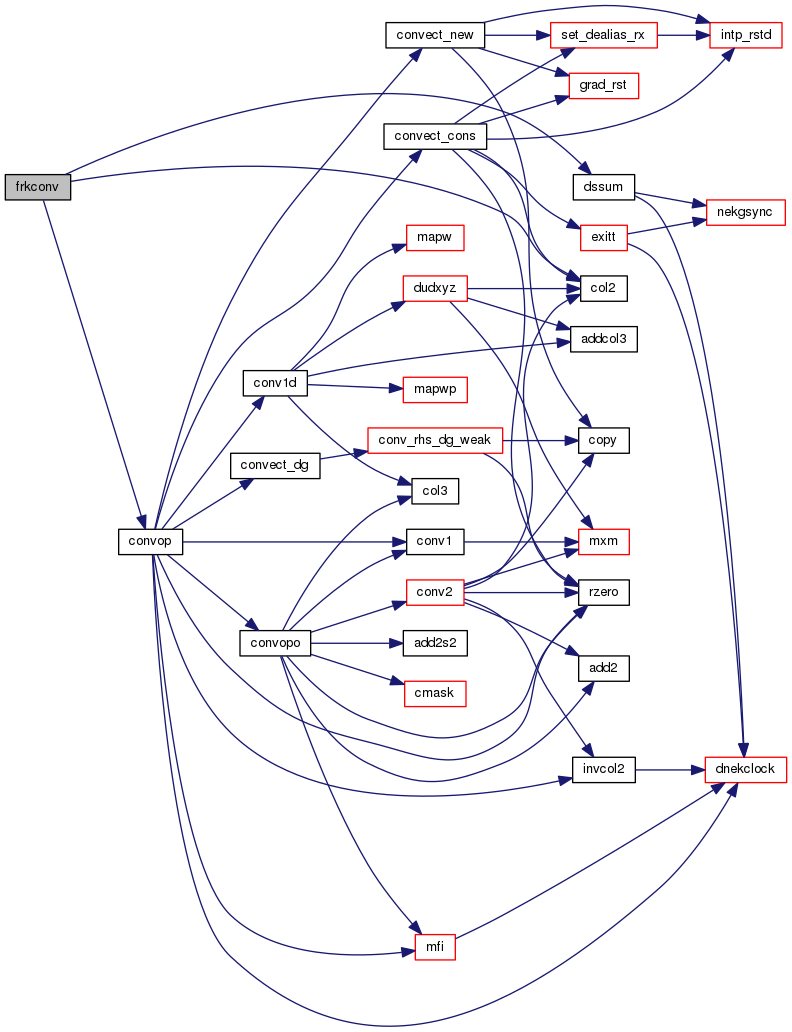 convect_new
set_dealias_rx
intp_rstd
grad_rst
convect_cons
frkconv
dssum
nekgsync
mapw
exitt
dudxyz
col2
addcol3
conv1d
mapwp
conv_rhs_dg_weak
copy
convect_dg
col3
convop
conv1
mxm
conv2
rzero
convopo
add2s2
add2
cmask
invcol2
dnekclock
mfi